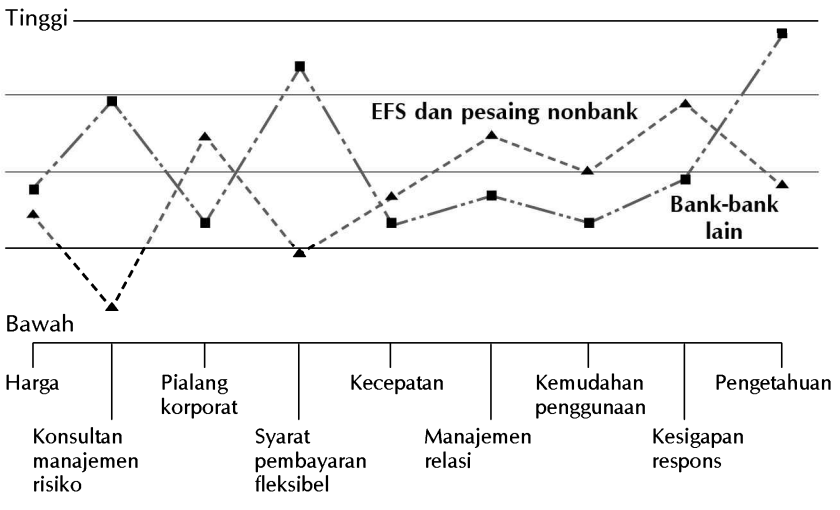 Tinggi
EFS dan pesaing nonbank
Bank-bank
lain
Bawah
Harga
Konsultan
manajemen
risiko
Pialang
korporat
Syarat
pembayaran
fleksibel
Kecepatan
Manajemen
relasi
Kemudahan
penggunaan
Kesigapan
respons
Pengetahuan